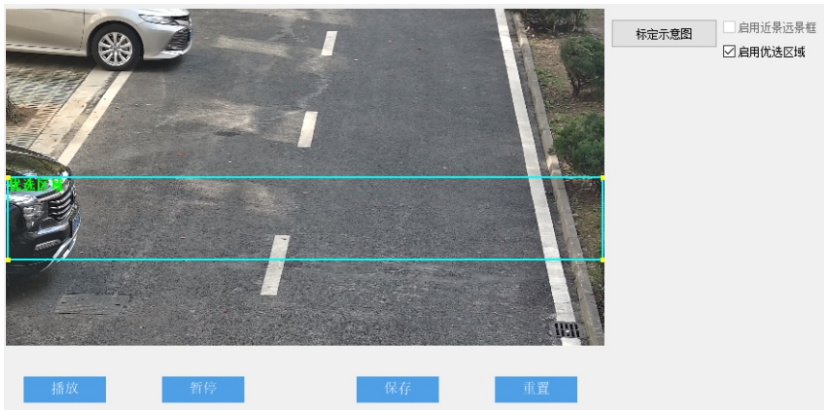 标定示意图
启用近景远景框
启用优选区域
优选区域
播放
暂停
保存
重置